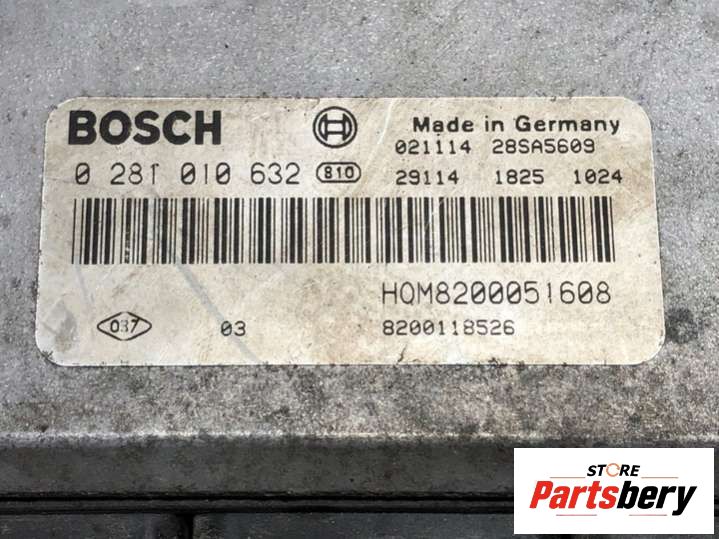 BOSCH
Made in Germany
021114 28SA5609
0 281 010 632 810
29114 1825 1024
HOM8200051608
037 03 8200118526
STORE
Partsbery